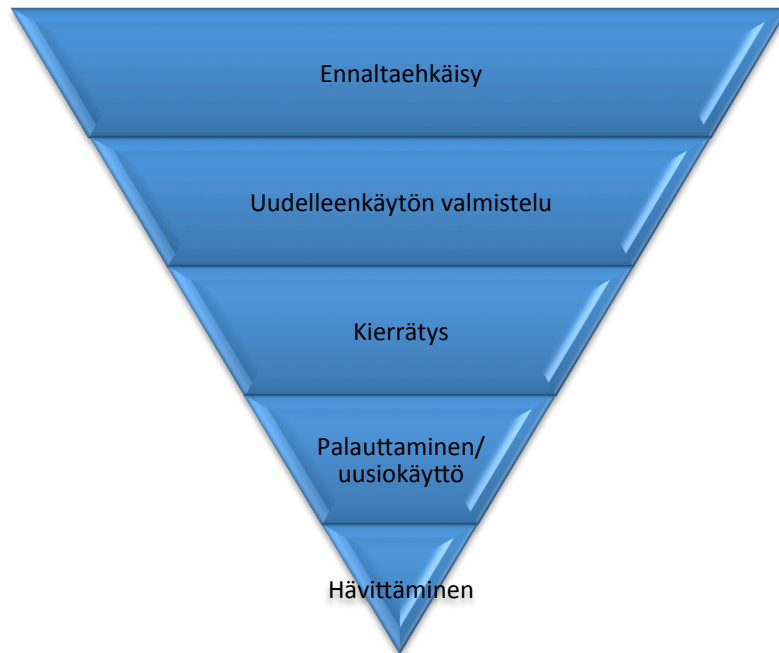 Ennaltaehkäisy
Uudelleenkäytön valmistelu
Kierrätys
Palauttaminen/
uusiokäyttö
Hävittäminen